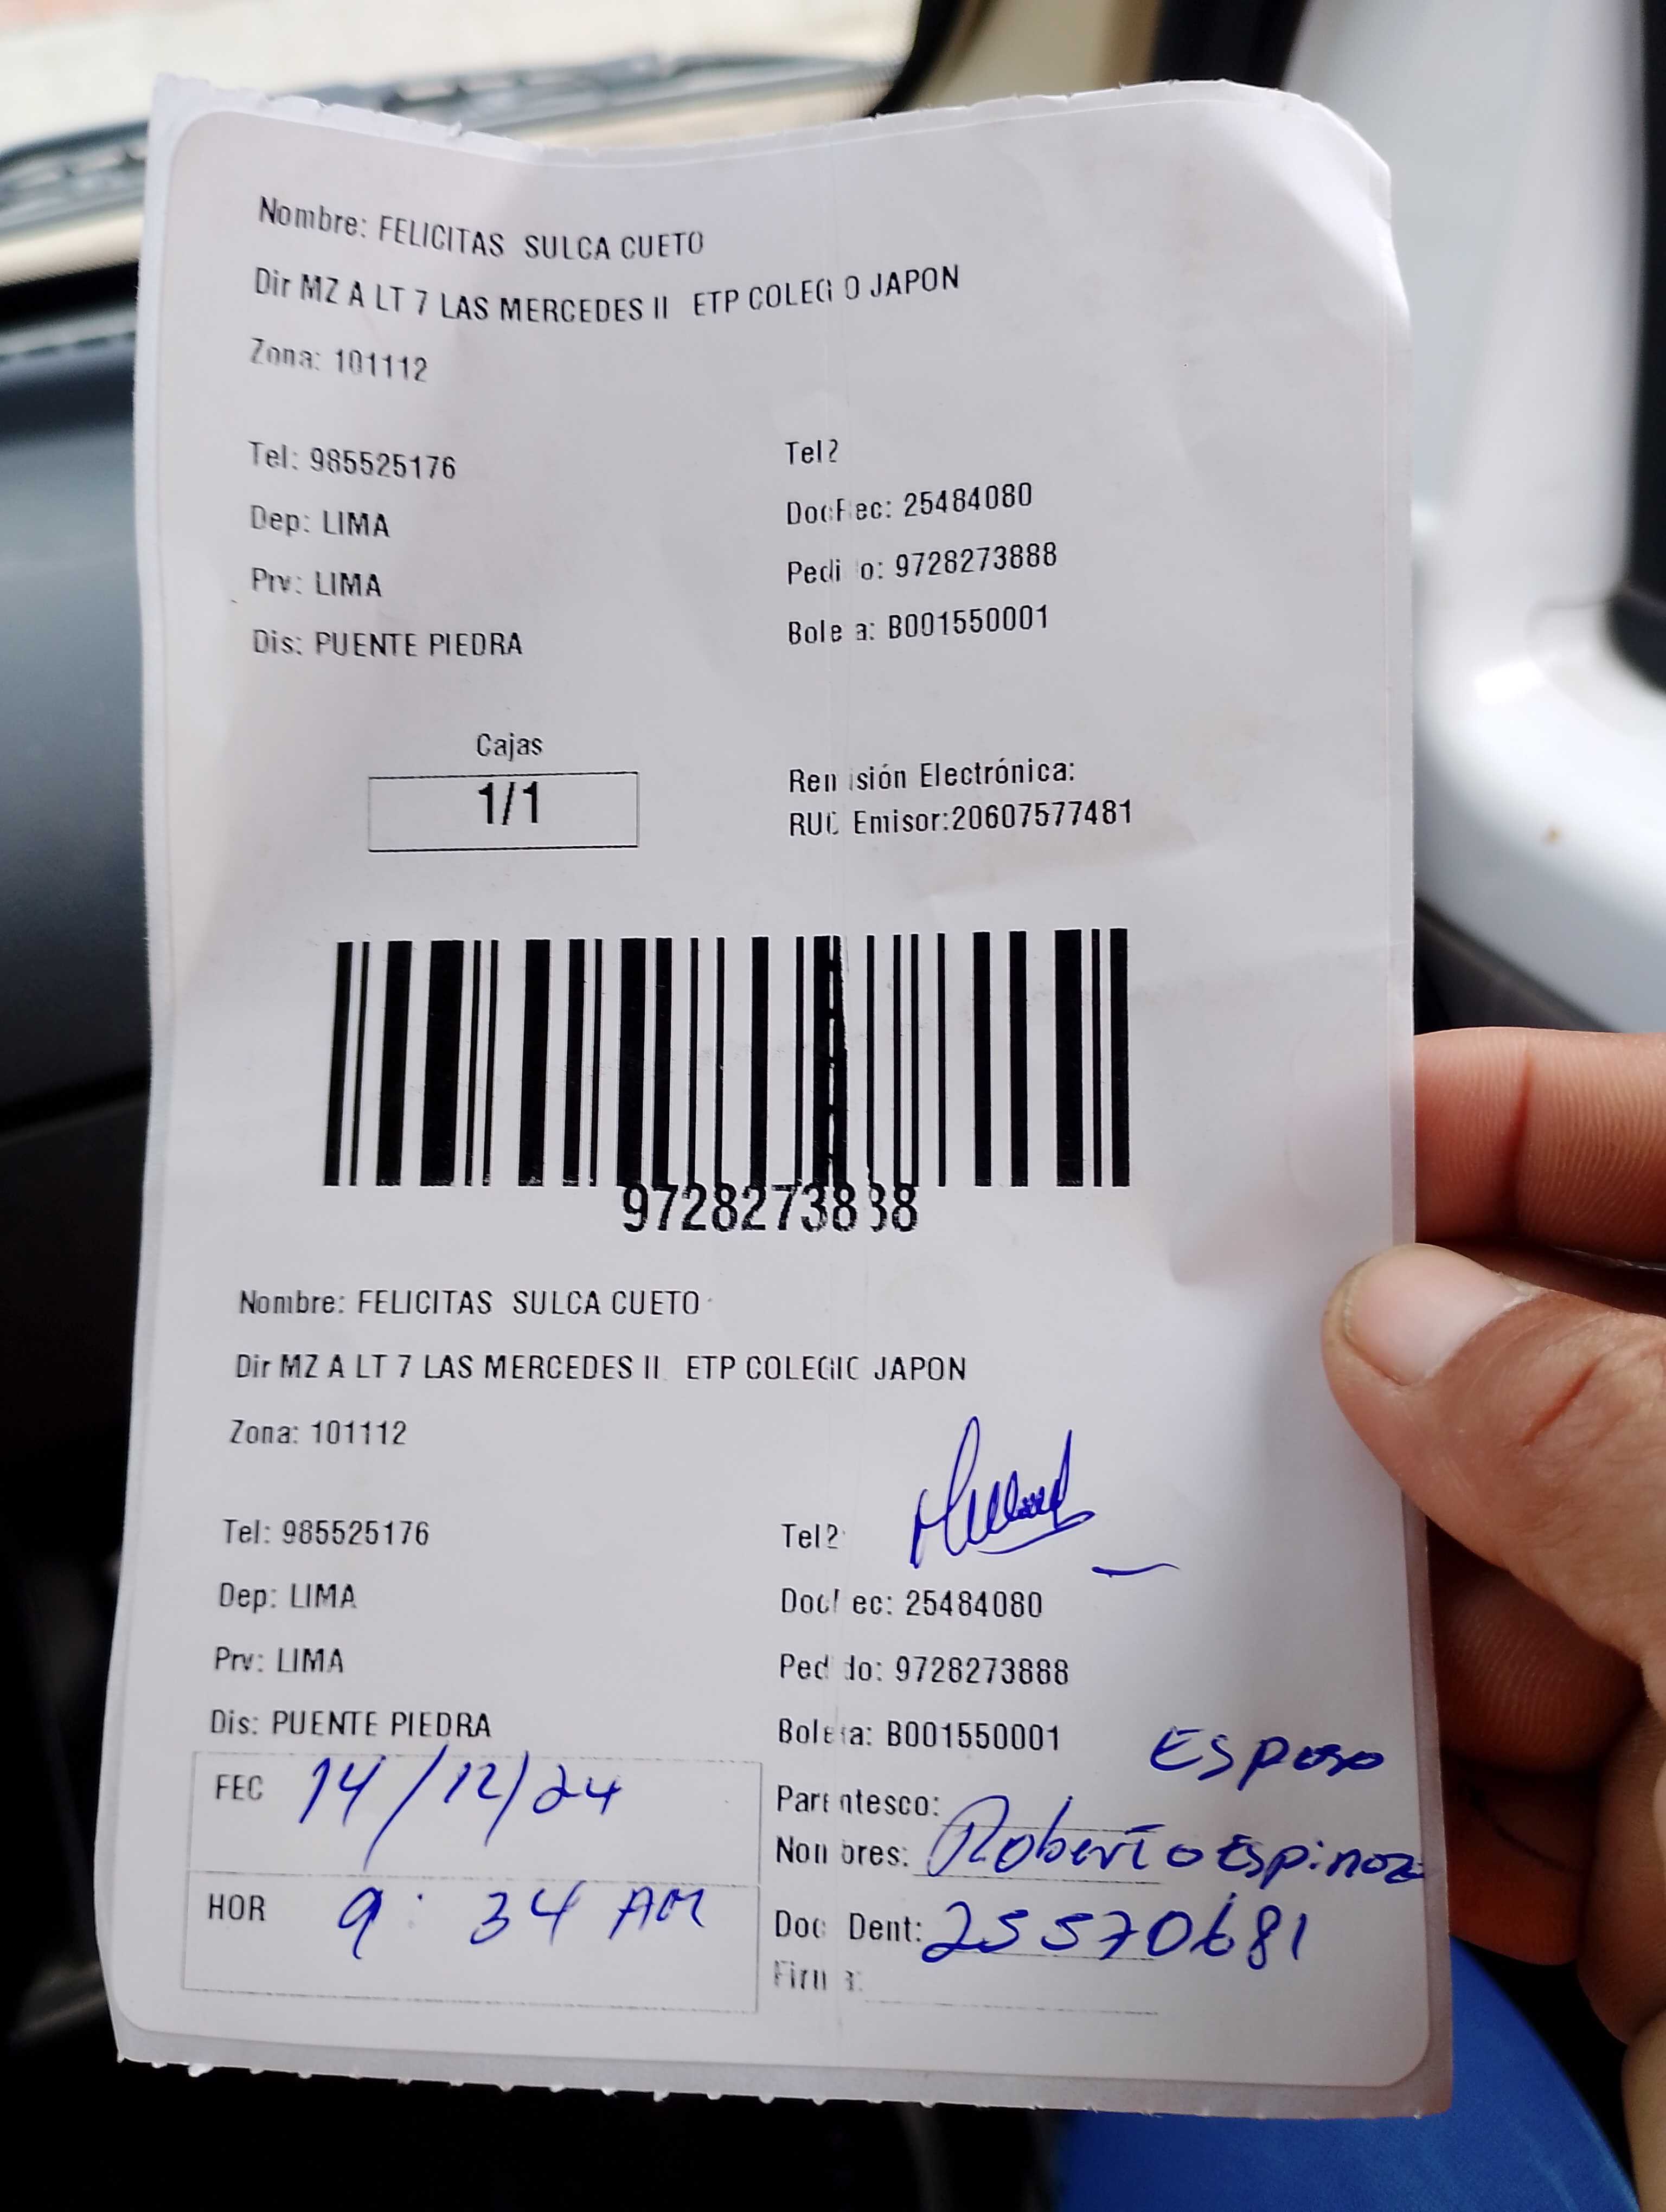 Nombre: FELICITAS SULCA CUETO
Dir MZ A LT 7 LAS MERCEDES II ETP COLEGIO JAPON
Zona: 101112
Tel: 985525176
Tel2
Dep: LIMA
DocRec: 25484080
Prv: LIMA
Pedido: 9728273888
Dis: PUENTE PIEDRA
Boleta: B001550001
Cajas
1/1
Remisión Electrónica:
RUC Emisor:20607577481
9728273888
Nombre: FELICITAS SULCA CUETO
Dir MZ A LT 7 LAS MERCEDES II ETP COLEGIO JAPON
Zona: 101112
Tel: 985525176
Tel2:
Dep: LIMA
DocRec: 25484080
Prv: LIMA
Pedido: 9728273888
Dis: PUENTE PIEDRA
Boleta: B001550001
FEC 14/12/24
Parentesco: Esposo
Nombres: Roberto Espinoza
HOR 9:34 AM
Doc Dent: 25570681
Firma: